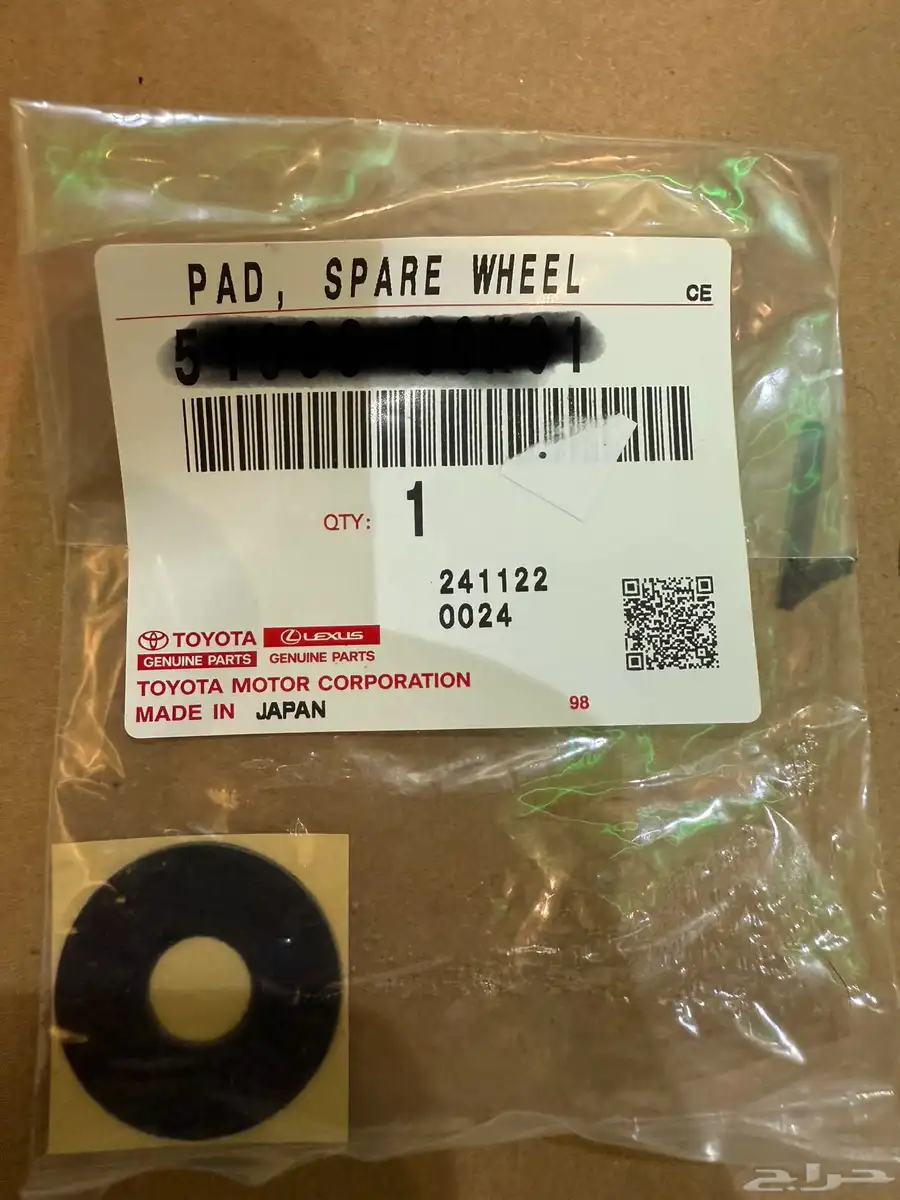 PAD, SPARE WHEEL
CE
QTY: 1
241122
0024
TOYOTA LEXUS
GENUINE PARTS GENUINE PARTS
TOYOTA MOTOR CORPORATION
MADE IN JAPAN
98
حراج